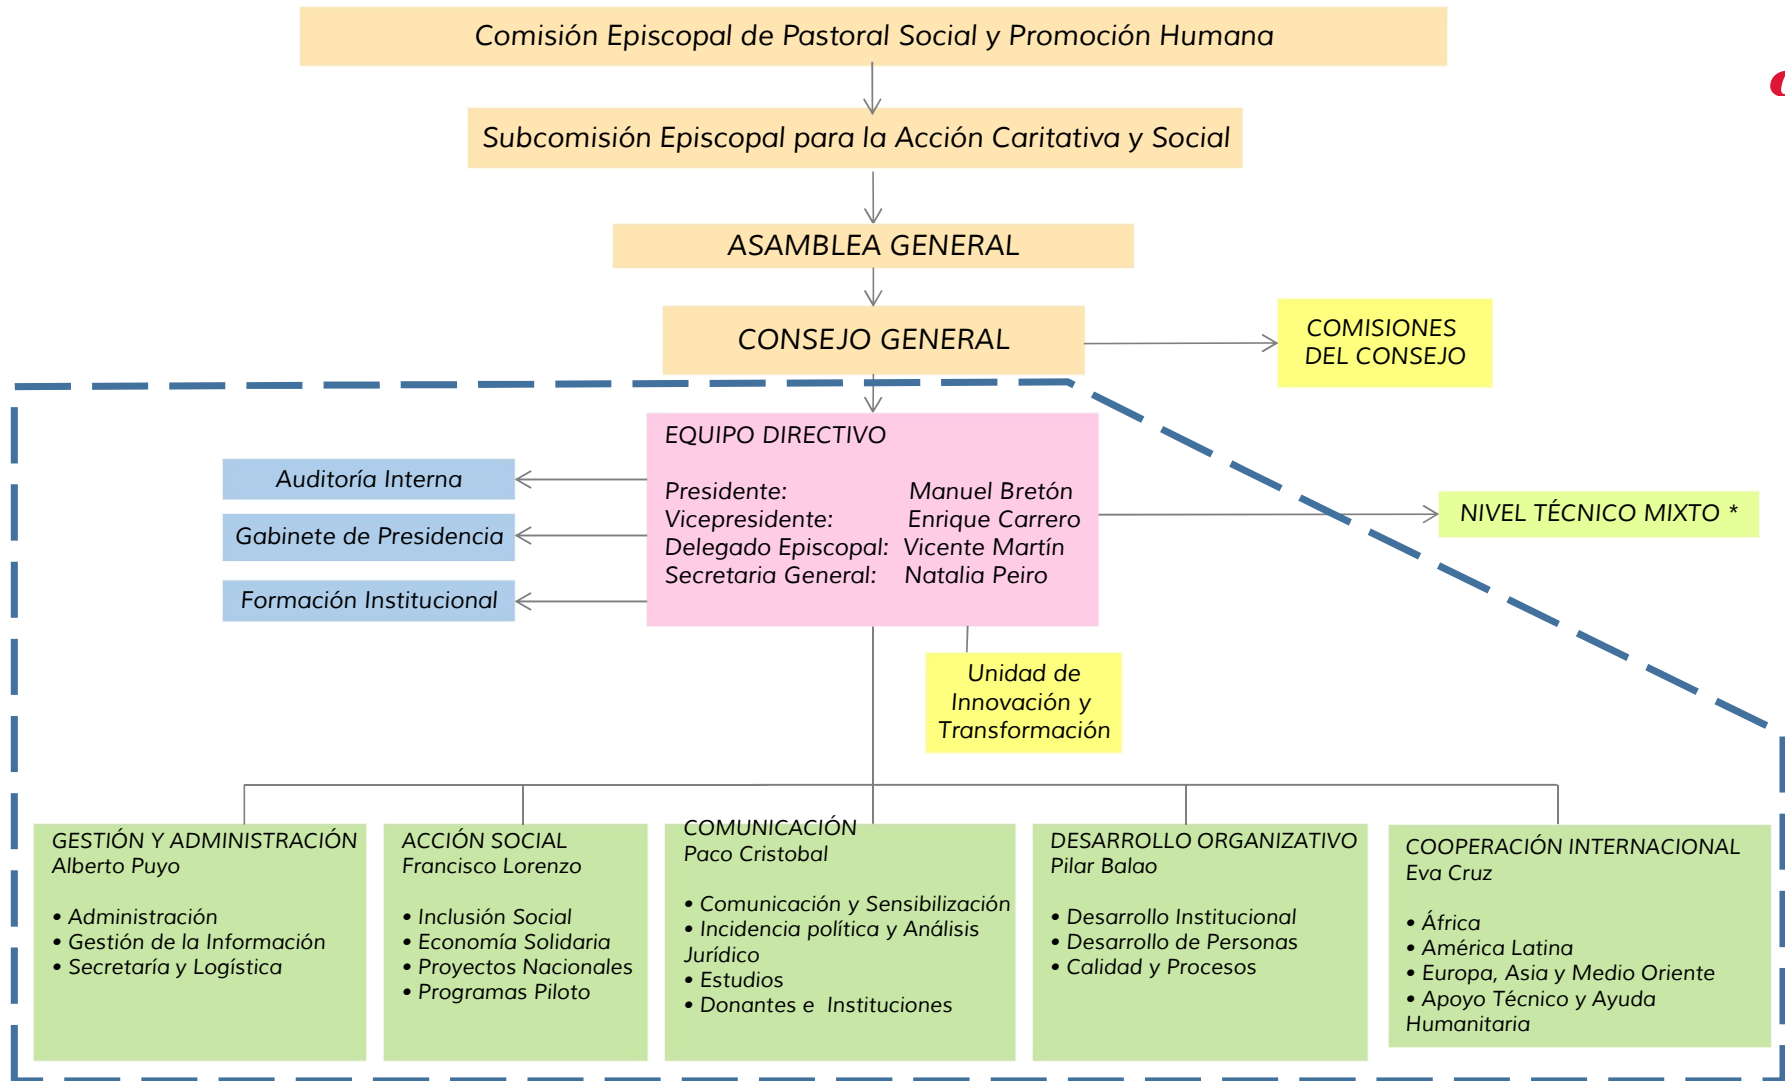 Comisión Episcopal de Pastoral Social y Promoción Humana
Subcomisión Episcopal para la Acción Caritativa y Social
ASAMBLEA GENERAL
CONSEJO GENERAL
COMISIONES
DEL CONSEJO
EQUIPO DIRECTIVO
Presidente: Manuel Bretón
Vicepresidente: Enrique Carrero
Delegado Episcopal: Vicente Martín
Secretaria General: Natalia Peiro
Auditoría Interna
Gabinete de Presidencia
Formación Institucional
NIVEL TÉCNICO MIXTO *
Unidad de
Innovación y
Transformación
GESTIÓN Y ADMINISTRACIÓN
Alberto Puyo
• Administración
• Gestión de la Información
• Secretaría y Logística
ACCIÓN SOCIAL
Francisco Lorenzo
• Inclusión Social
• Economía Solidaria
• Proyectos Nacionales
• Programas Piloto
COMUNICACIÓN
Paco Cristobal
• Comunicación y Sensibilización
• Incidencia política y Análisis
Jurídico
• Estudios
• Donantes e Instituciones
DESARROLLO ORGANIZATIVO
Pilar Balao
• Desarrollo Institucional
• Desarrollo de Personas
• Calidad y Procesos
COOPERACIÓN INTERNACIONAL
Eva Cruz
• África
• América Latina
• Europa, Asia y Medio Oriente
• Apoyo Técnico y Ayuda
Humanitaria